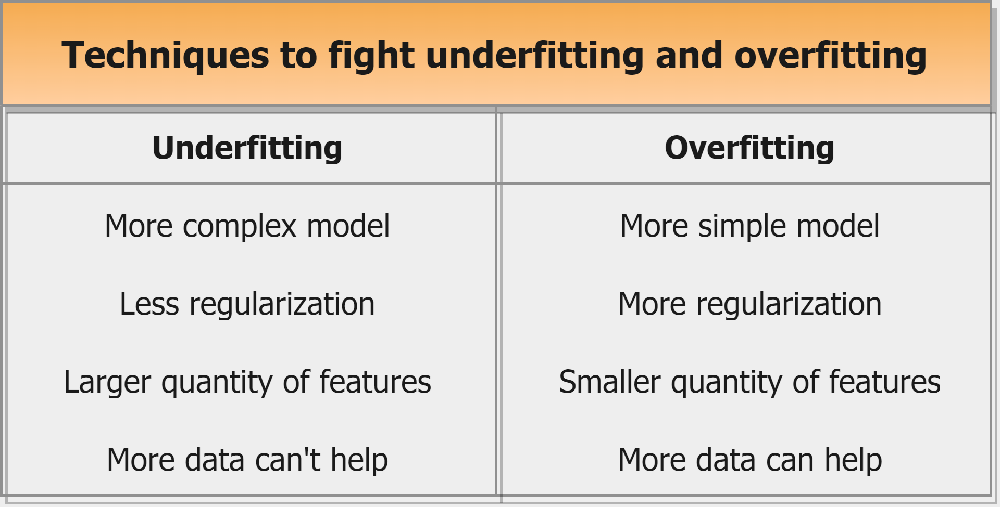 Techniques to fight underfitting and overfitting
Underfitting
Overfitting
More complex model
More simple model
Less regularization
More regularization
Larger quantity of features
Smaller quantity of features
More data can't help
More data can help